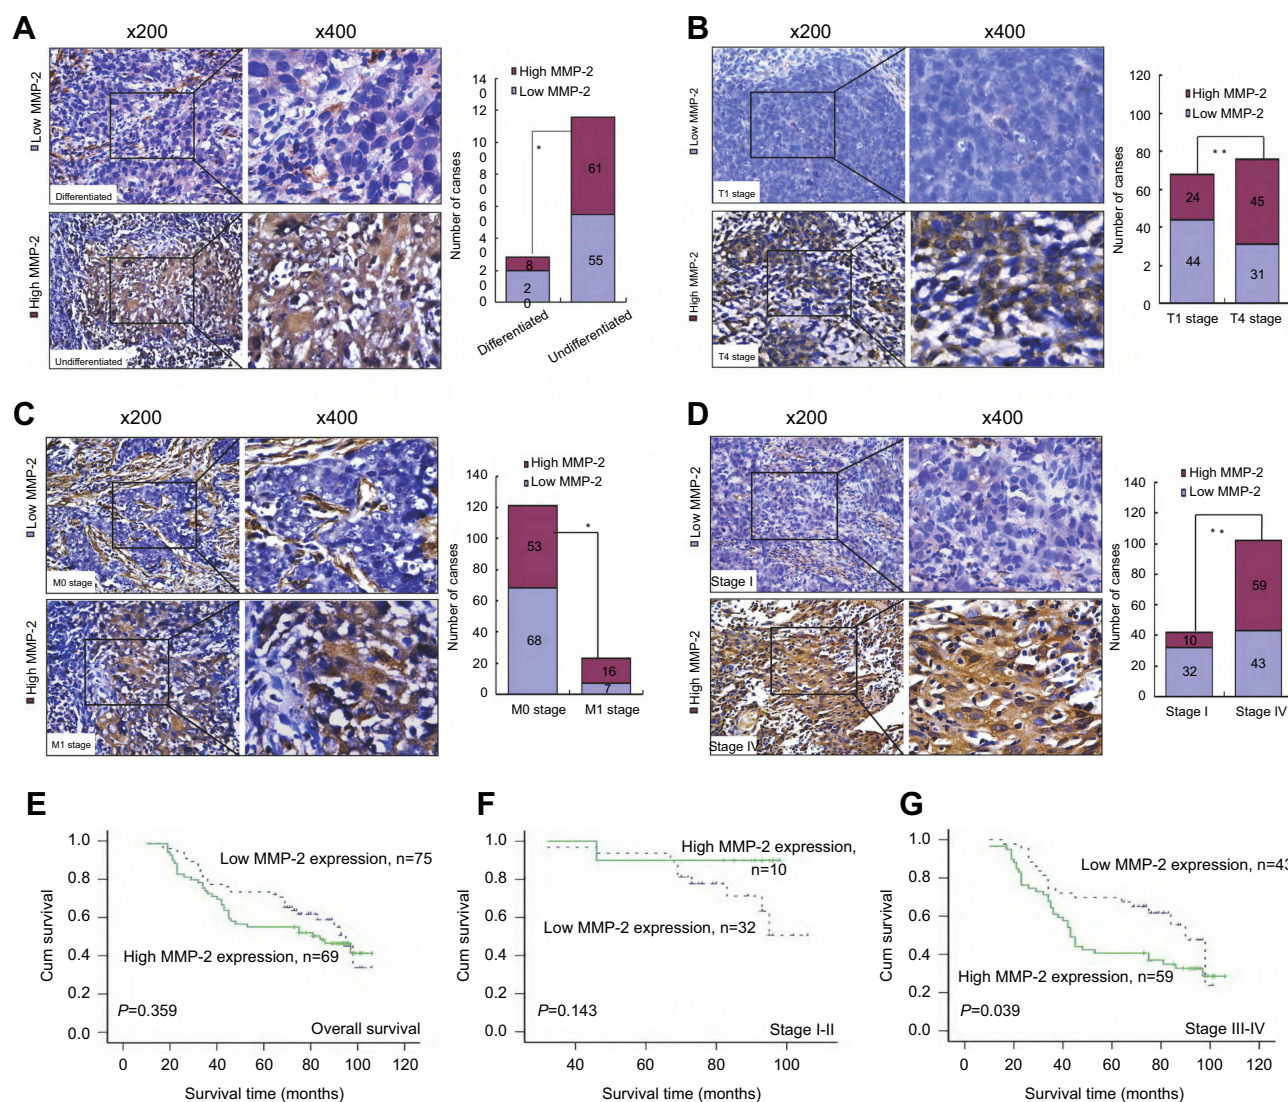 A
x200
x400
Low MMP-2
High MMP-2
Differentiated
Undifferentiated
High MMP-2
Low MMP-2
Number of canses
14
0
12
0
10
0
8
0
6
0
4
0
2
0
0
*
8
2
0
61
55
Differentiated
Undifferentiated
B
x200
x400
Low MMP-2
High MMP-2
T1 stage
T4 stage
High MMP-2
Low MMP-2
Number of canses
120
100
80
60
40
20
0
**
24
44
45
31
T1 stage
T4 stage
C
x200
x400
Low MMP-2
High MMP-2
M0 stage
M1 stage
High MMP-2
Low MMP-2
Number of canses
140
120
100
80
60
40
20
0
*
53
68
16
7
M0 stage
M1 stage
D
x200
x400
Low MMP-2
High MMP-2
Stage I
Stage IV
High MMP-2
Low MMP-2
Number of canses
140
120
100
80
60
40
20
0
**
10
32
59
43
Stage I
Stage IV
E
Cum survival
1.0
0.8
0.6
0.4
0.2
0.0
Low MMP-2 expression, n=75
High MMP-2 expression, n=69
P=0.359
Overall survival
0 20 40 60 80 100 120
Survival time (months)
F
Cum survival
1.0
0.8
0.6
0.4
0.2
0.0
High MMP-2 expression,
n=10
Low MMP-2 expression, n=32
P=0.143
Stage I-II
40 60 80 100
Survival time (months)
G
Cum survival
1.0
0.8
0.6
0.4
0.2
0.0
Low MMP-2 expression, n=43
High MMP-2 expression, n=59
P=0.039
Stage III-IV
0 20 40 60 80 100 120
Survival time (months)